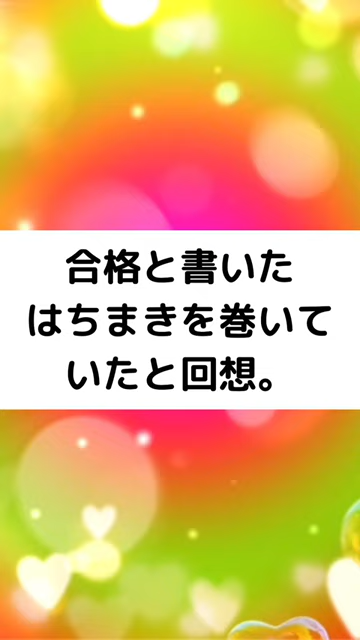 合格と書いた
はちまきを巻いて
いたと回想。